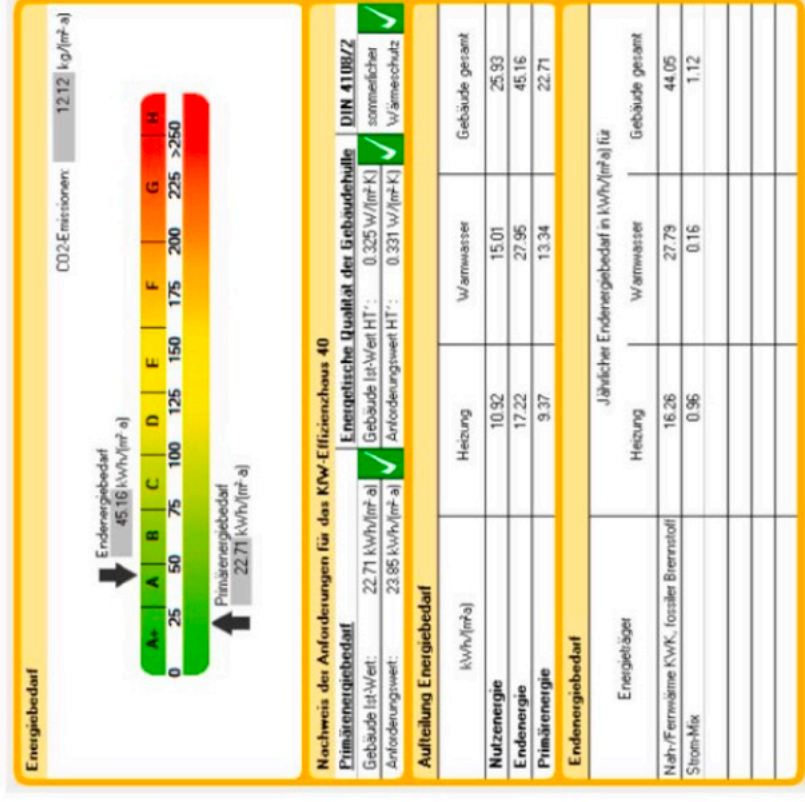 Energiebedarf
CO2-Emissionen: 12.12 kg/(m² a)
Endenergiebedarf
45.16 kWh/(m² a)
A+ A B C D E F G H
0 25 50 75 100 125 150 175 200 225 >250
Primärenergiebedarf
22.71 kWh/(m² a)
Nachweis der Anforderungen für das KfW-Effizienzhaus 40
Primärenergiebedarf Energetische Qualität der Gebäudehülle DIN 4108/2
Gebäude Ist-Wert: 22.71 kWh/(m² a) Gebäude Ist-Wert HT´: 0.325 W/(m² K) sommerlicher
Anforderungswert: 23.85 kWh/(m² a) Anforderungswert HT´: 0.331 W/(m² K) Wärmeschutz
Aufteilung Energiebedarf
kWh/(m²a) Heizung Warmwasser Gebäude gesamt
Nutzenergie 10.92 15.01 25.93
Endenergie 17.22 27.95 45.16
Primärenergie 9.37 13.34 22.71
Endenergiebedarf
Jährlicher Endenergiebedarf in kWh/(m²a) für
Energieträger Heizung Warmwasser Gebäude gesamt
Nah-/Fernwärme KWK, fossiler Brennstoff 16.26 27.79 44.05
Strom-Mix 0.96 0.16 1.12